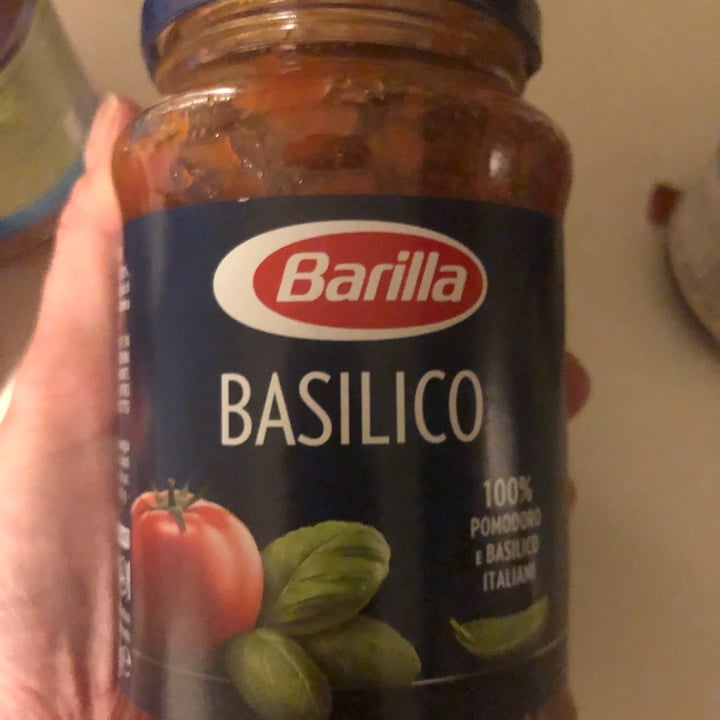 Barilla
BASILICO
100%
POMODORO
E BASILICO
ITALIANI